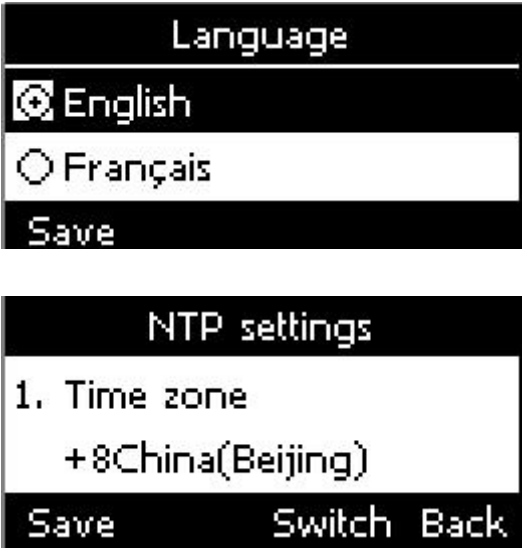 Language
English
Français
Save
NTP settings
1. Time zone
+8China(Beijing)
Save Switch Back